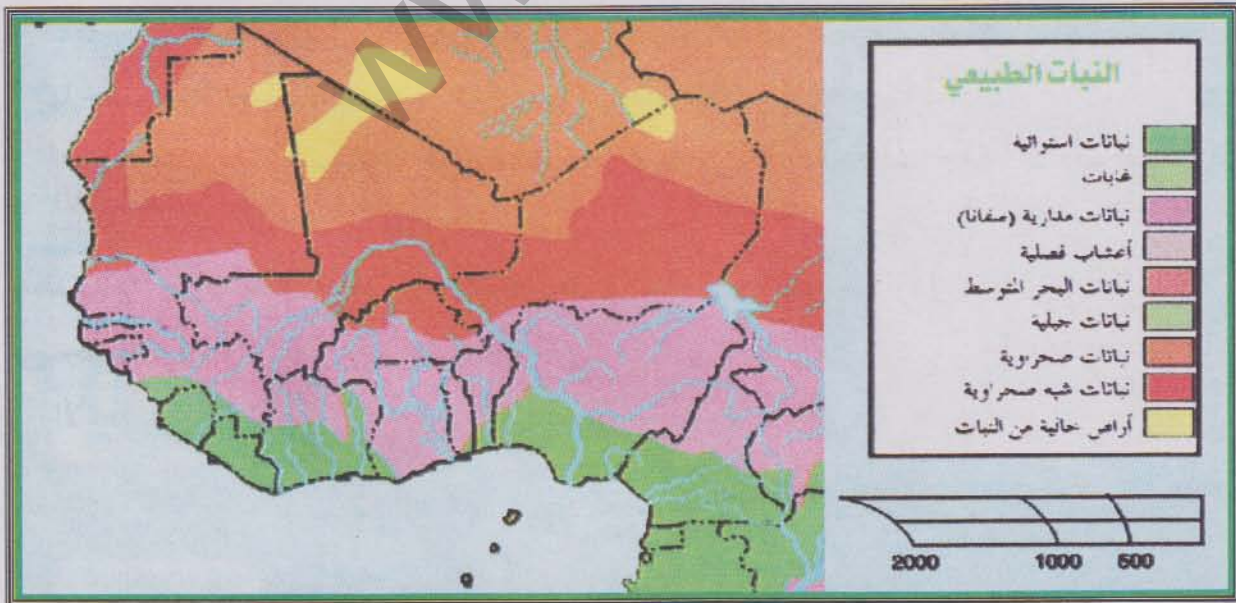 النبات الطبيعي
نباتات استوائية
غابات
نباتات مدارية (سفانا)
أعشاب فصلية
نباتات البحر المتوسط
نباتات جبلية
نباتات صحراوية
نباتات شبه صحراوية
أراض خالية من النبات
2000 1000 500